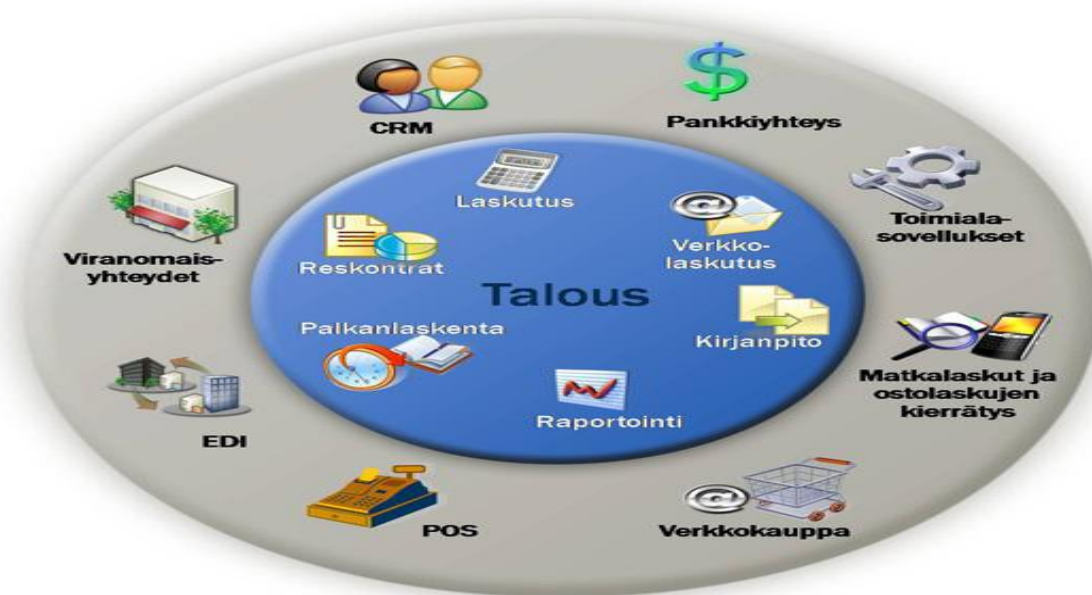 CRM
Pankkiyhteys
Toimiala-
sovellukset
Matkalaskut ja
ostolaskujen
kierrätys
Verkkokauppa
POS
EDI
Viranomais-
yhteydet
Laskutus
Verkko-
laskutus
Kirjanpito
Raportointi
Palkanlaskenta
Reskontrat
Talous